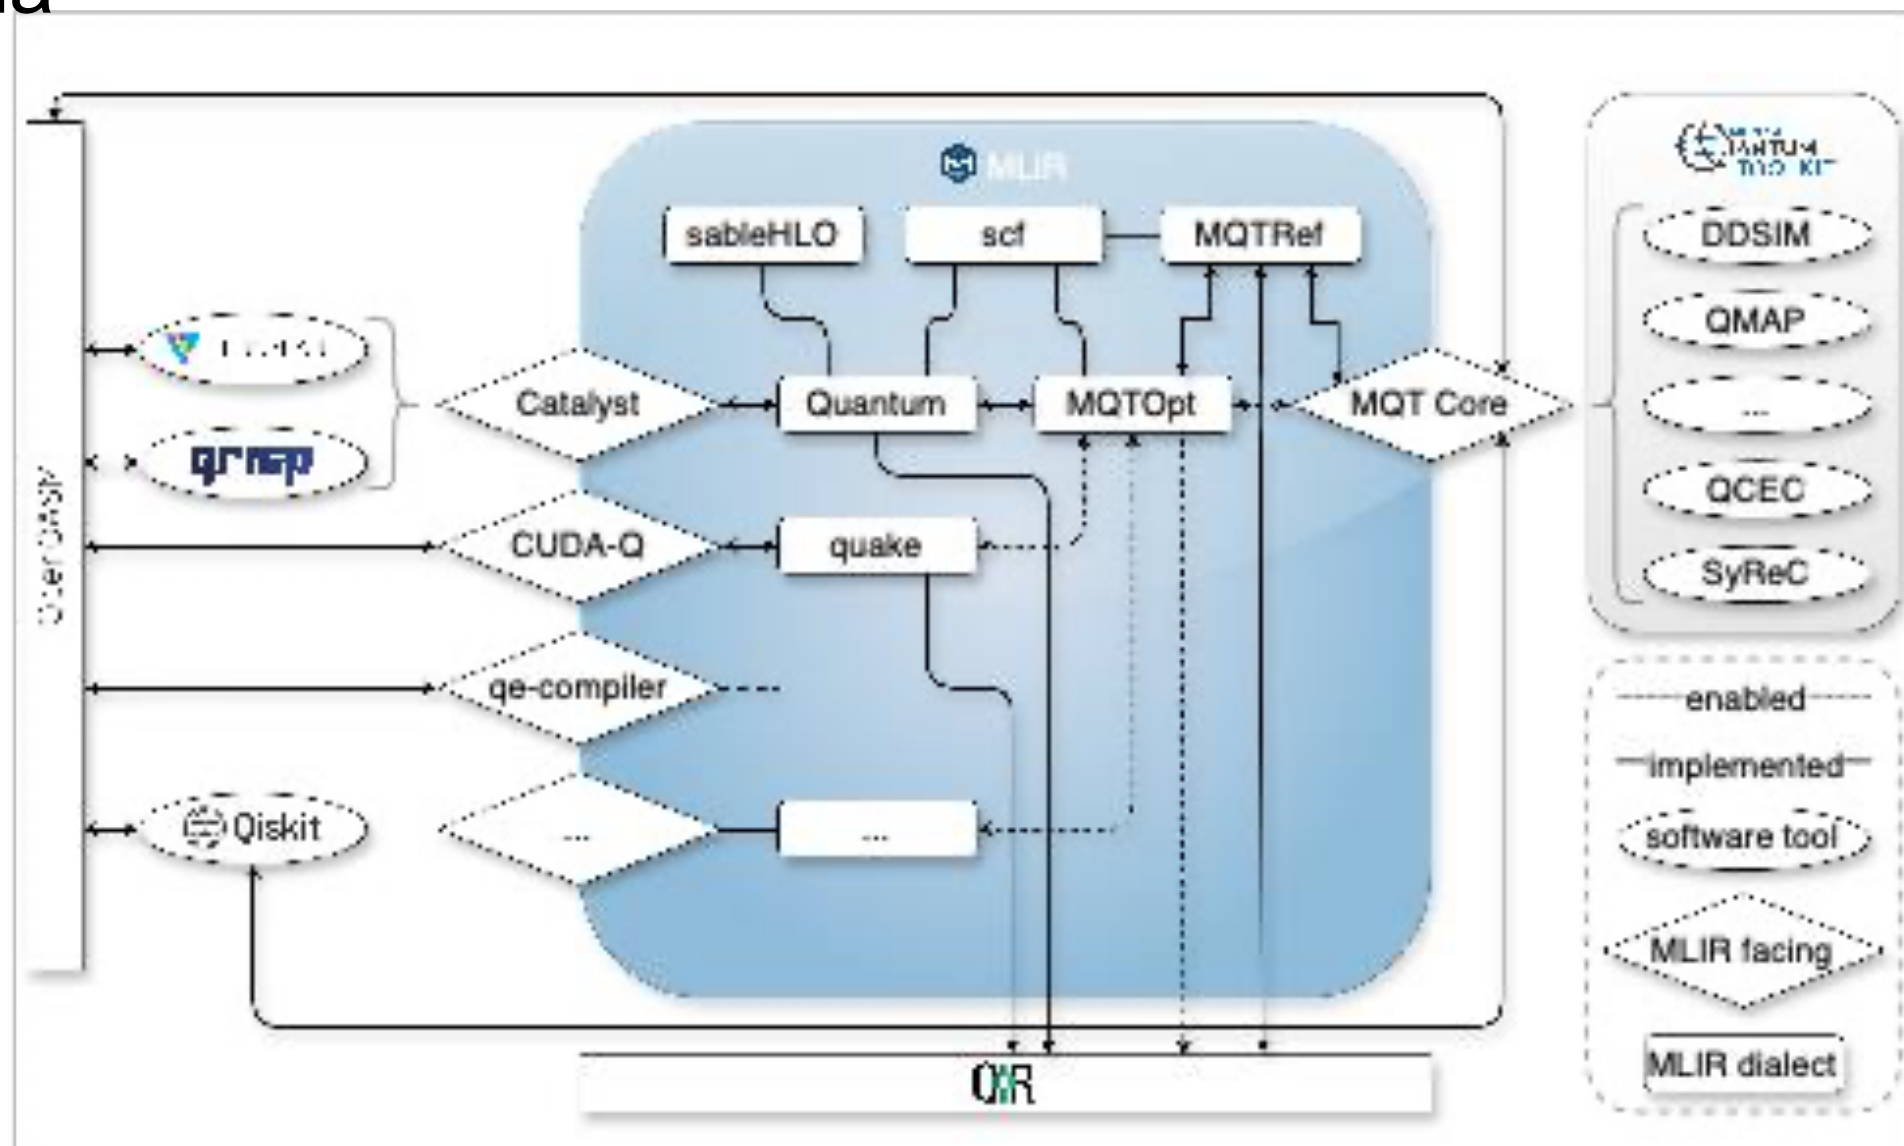 MLIR
sableHLO
scf
MQTRef
Catalyst
Quantum
MQTOpt
MQT Core
CUDA-Q
quake
qe-compiler
Qiskit
...
...
QIR
DDSIM
QMAP
...
QCEC
SyReC
enabled
implemented
software tool
MLIR facing
MLIR dialect